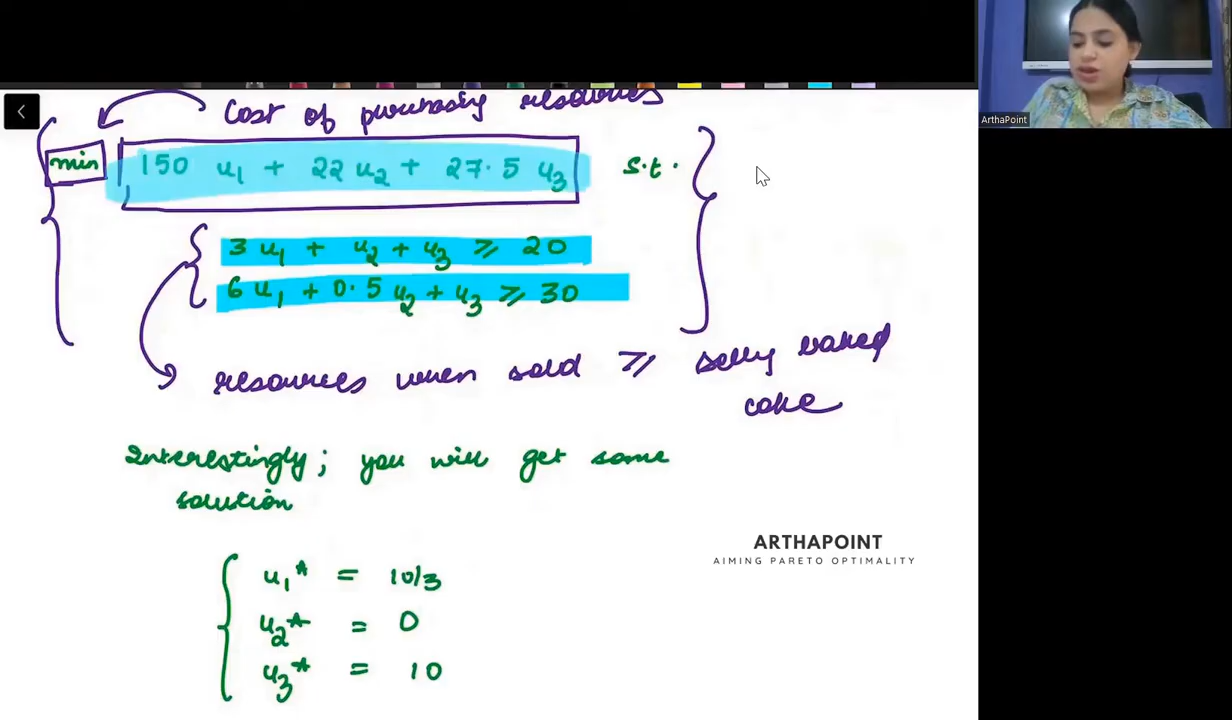 Cost of purchasing resources
min 150 u₁ + 22 u₂ + 27.5 u₃ s.t.
3 u₁ + u₂ + u₃ ≥ 20
6 u₁ + 0.5 u₂ + u₃ ≥ 30
resources when sold ≥ selling baked
cake
Interestingly; you will get same
solution
u₁* = 10/3
u₂* = 0
u₃* = 10
ARTHAPOINT
AIMING PARETO OPTIMALITY
ArthaPoint